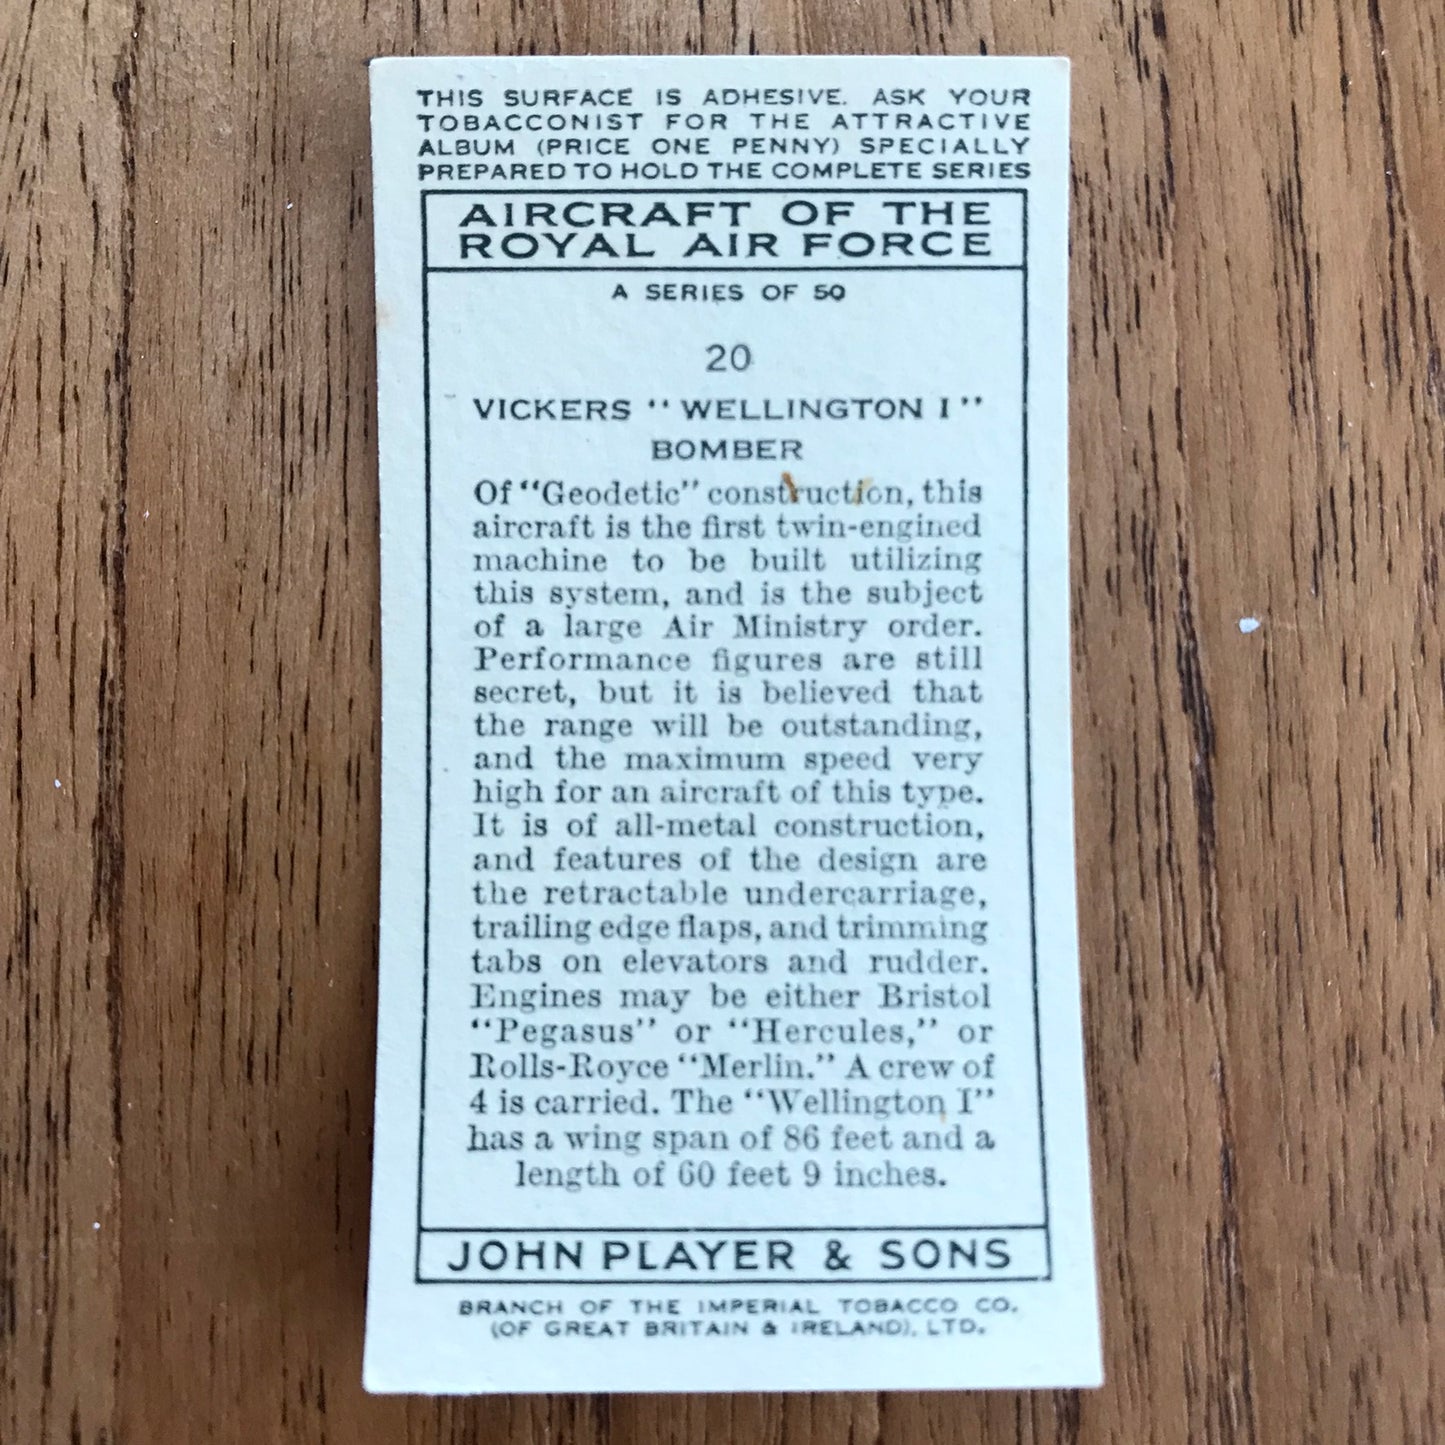 THIS SURFACE IS ADHESIVE. ASK YOUR
TOBACCONIST FOR THE ATTRACTIVE
ALBUM (PRICE ONE PENNY) SPECIALLY
PREPARED TO HOLD THE COMPLETE SERIES
AIRCRAFT OF THE
ROYAL AIR FORCE
A SERIES OF 50
20
VICKERS "WELLINGTON I"
BOMBER
Of "Geodetic" construction, this
aircraft is the first twin-engined
machine to be built utilizing
this system, and is the subject
of a large Air Ministry order.
Performance figures are still
secret, but it is believed that
the range will be outstanding,
and the maximum speed very
high for an aircraft of this type.
It is of all-metal construction,
and features of the design are
the retractable undercarriage,
trailing edge flaps, and trimming
tabs on elevators and rudder.
Engines may be either Bristol
"Pegasus" or "Hercules," or
Rolls-Royce "Merlin." A crew of
4 is carried. The "Wellington I"
has a wing span of 86 feet and a
length of 60 feet 9 inches.
JOHN PLAYER & SONS
BRANCH OF THE IMPERIAL TOBACCO CO.
(OF GREAT BRITAIN & IRELAND), LTD.